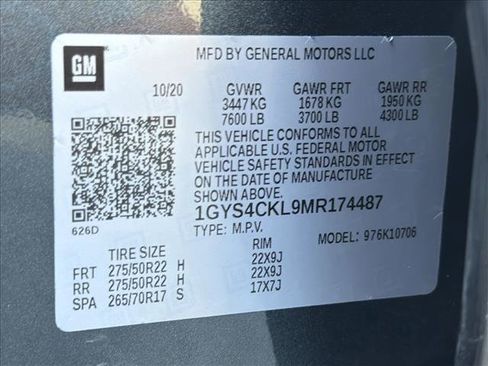 GM
MFD BY GENERAL MOTORS LLC
10/20 GVWR GAWR FRT GAWR RR
3447 KG 1678 KG 1950 KG
7600 LB 3700 LB 4300 LB
THIS VEHICLE CONFORMS TO ALL
APPLICABLE U.S. FEDERAL MOTOR
VEHICLE SAFETY STANDARDS IN EFFECT
ON THE DATE OF MANUFACTURE
SHOWN ABOVE.
1GYS4CKL9MR174487
626D
TYPE: M.P.V. MODEL: 976K10706
TIRE SIZE RIM
FRT 275/50R22 H 22X9J
RR 275/50R22 H 22X9J
SPA 265/70R17 S 17X7J